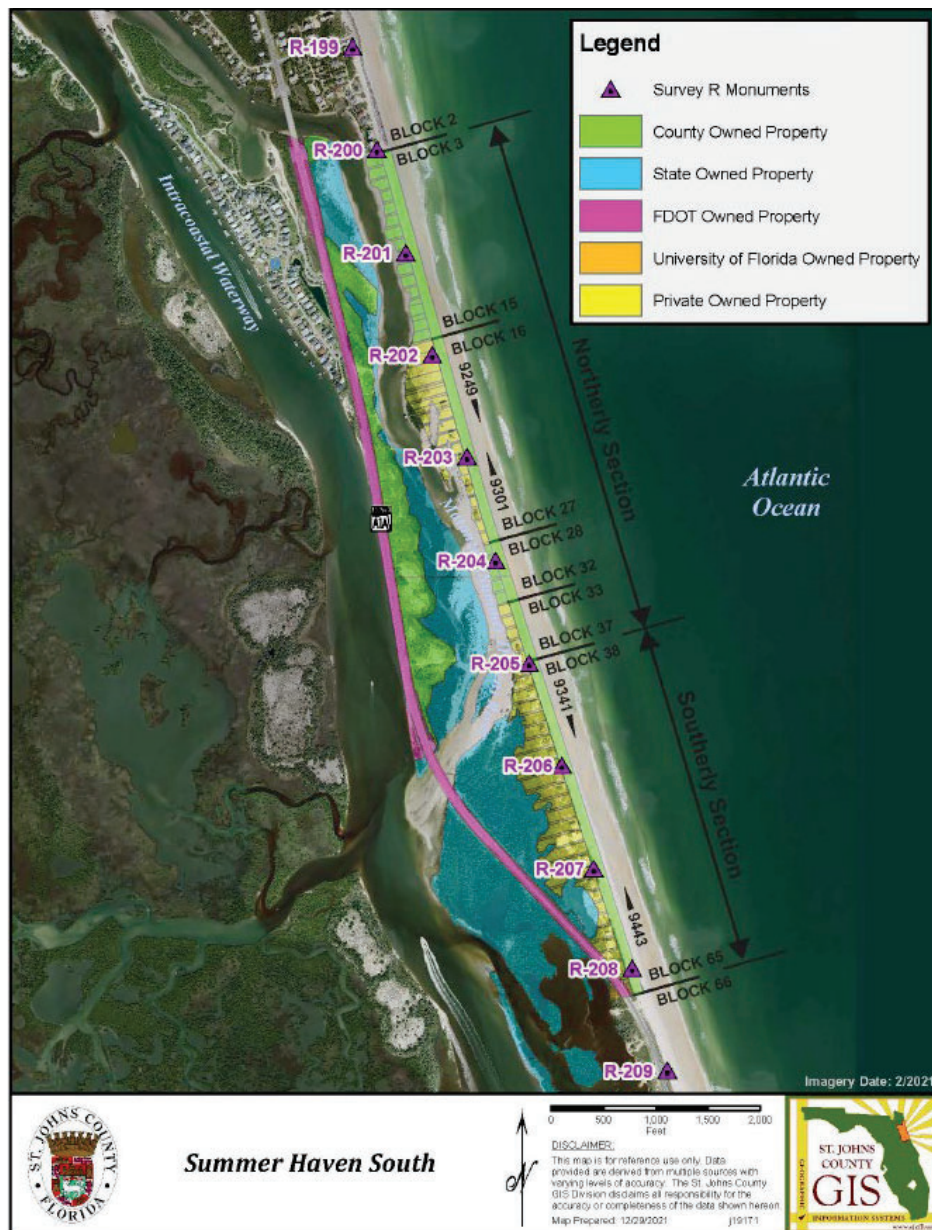 Legend
Survey R Monuments
County Owned Property
State Owned Property
FDOT Owned Property
University of Florida Owned Property
Private Owned Property
R-199
R-200
BLOCK 2
BLOCK 3
R-201
Intracoastal Waterway
BLOCK 15
BLOCK 16
R-202
9249
Northerly Section
R-203
9301
Atlantic
Ocean
A1A
BLOCK 27
BLOCK 28
R-204
BLOCK 32
BLOCK 33
BLOCK 37
BLOCK 38
R-205
9341
Southerly Section
R-206
R-207
9443
R-208
BLOCK 65
BLOCK 66
R-209
Imagery Date: 2/2021
ST. JOHNS COUNTY
FLORIDA
Summer Haven South
N
0 500 1,000 1,500 2,000
Feet
DISCLAIMER:
This map is for reference use only. Data
provided are derived from multiple sources with
varying levels of accuracy. The St. Johns County
GIS Division disclaims all responsibility for the
accuracy or completeness of the data shown hereon.
Map Prepared: 12/29/2021
j19171
ST. JOHNS
COUNTY
GIS
GEOGRAPHIC
INFORMATION SYSTEMS